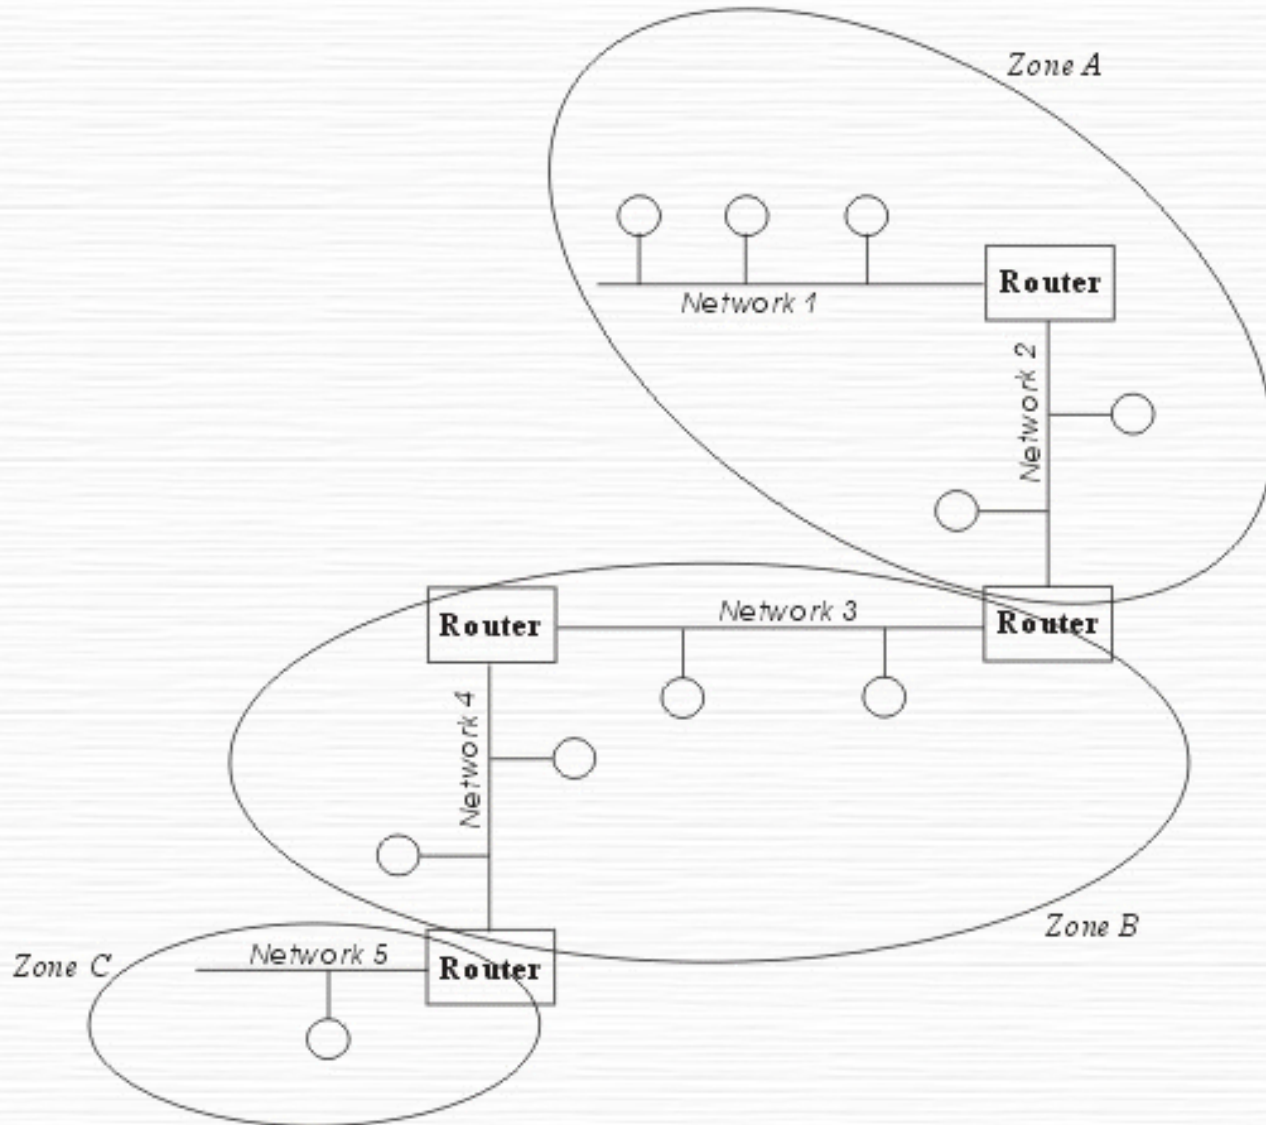 Zone A
Network 1
Router
Network 2
Router
Network 3
Router
Network 4
Zone B
Zone C
Network 5
Router